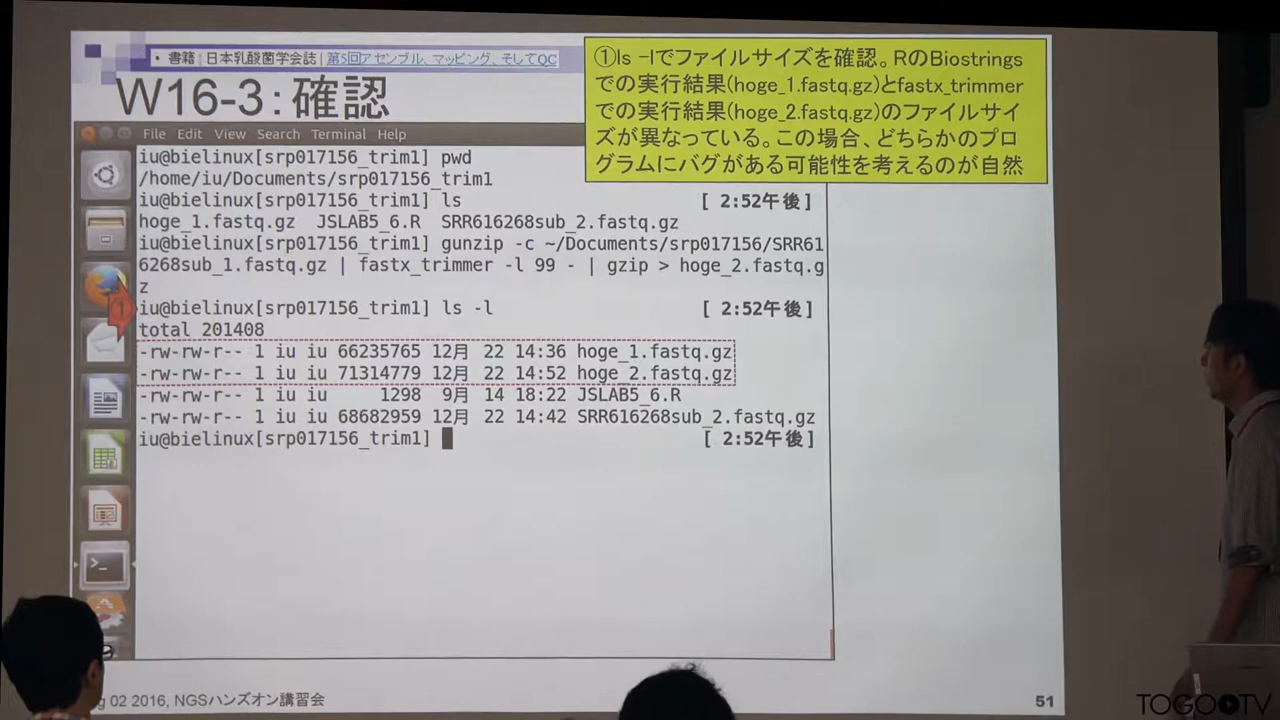 ・書籍 | 日本乳酸菌学会誌 | 第5回アセンブル、マッピング、そしてQC
W16-3：確認
①ls –lでファイルサイズを確認。RのBiostrings
での実行結果(hoge_1.fastq.gz)とfastx_trimmer
での実行結果(hoge_2.fastq.gz)のファイルサイ
ズが異なっている。この場合、どちらかのプロ
グラムにバグがある可能性を考えるのが自然
File Edit View Search Terminal Help
iu@bielinux[srp017156_trim1] pwd
/home/iu/Documents/srp017156_trim1
iu@bielinux[srp017156_trim1] ls [ 2:52午後]
hoge_1.fastq.gz JSLAB5_6.R SRR616268sub_2.fastq.gz
iu@bielinux[srp017156_trim1] gunzip -c ~/Documents/srp017156/SRR61
6268sub_1.fastq.gz | fastx_trimmer -l 99 - | gzip > hoge_2.fastq.g
z
①
iu@bielinux[srp017156_trim1] ls -l [ 2:52午後]
total 201408
-rw-rw-r-- 1 iu iu 66235765 12月 22 14:36 hoge_1.fastq.gz
-rw-rw-r-- 1 iu iu 71314779 12月 22 14:52 hoge_2.fastq.gz
-rw-rw-r-- 1 iu iu 1298 9月 14 18:22 JSLAB5_6.R
-rw-rw-r-- 1 iu iu 68682959 12月 22 14:42 SRR616268sub_2.fastq.gz
iu@bielinux[srp017156_trim1] [ 2:52午後]
02 2016, NGSハンズオン講習会
51
TOGOTV